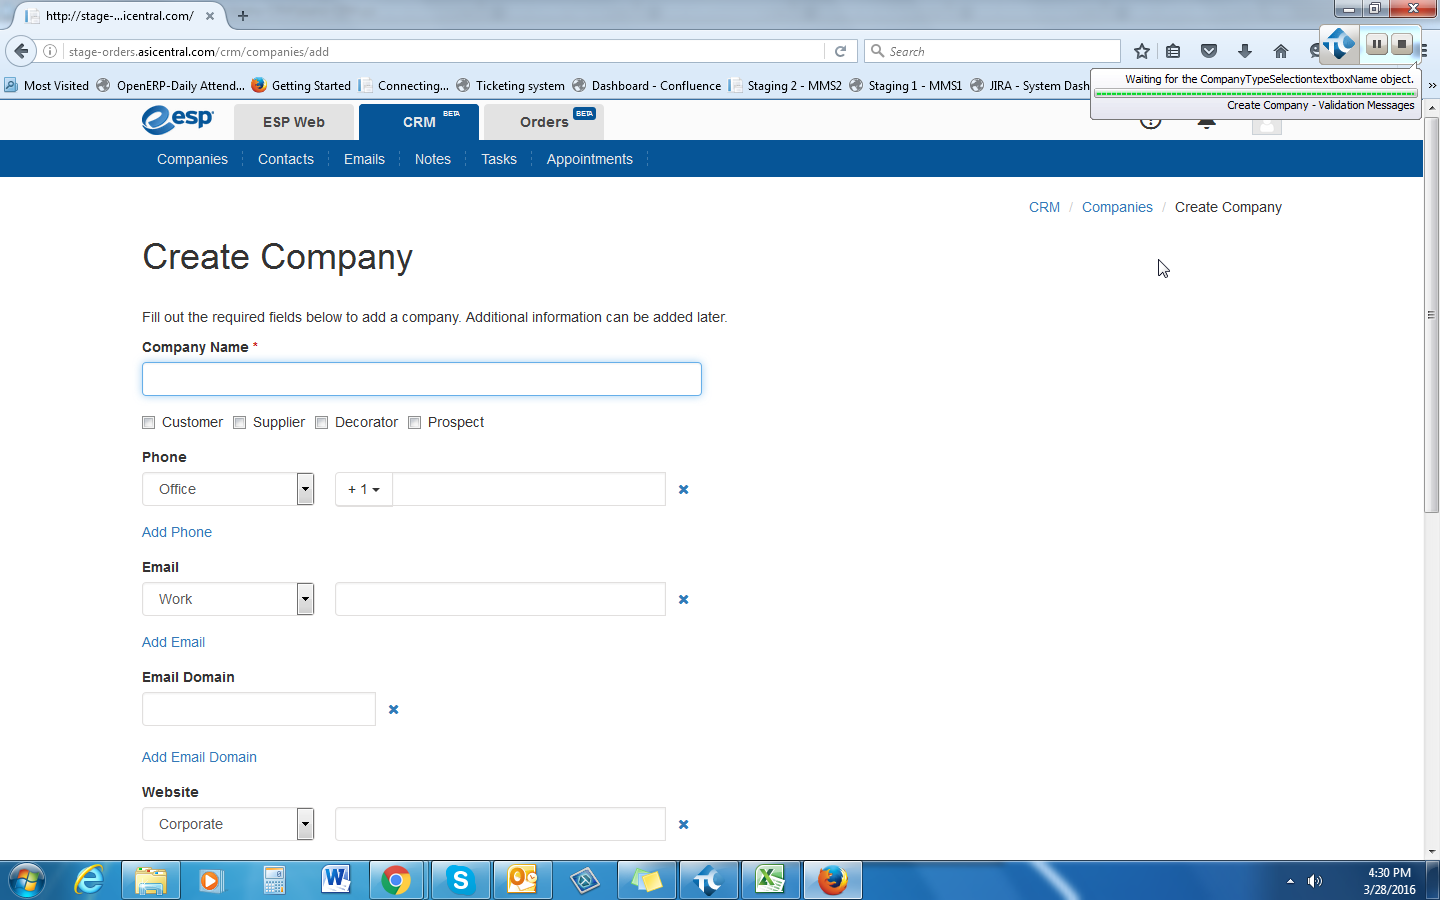 http://stage-...icentral.com/
stage-orders.asicentral.com/crm/companies/add
Search
Most Visited OpenERP-Daily Attend... Getting Started Connecting... Ticketing system Dashboard - Confluence Staging 2 - MMS2 Staging 1 - MMS1 JIRA - System Dash
Waiting for the CompanyTypeSelectiontextboxName object.
Create Company - Validation Messages
esp ESP Web CRM BETA Orders BETA
Companies Contacts Emails Notes Tasks Appointments
CRM / Companies / Create Company
Create Company
Fill out the required fields below to add a company. Additional information can be added later.
Company Name *
Customer Supplier Decorator Prospect
Phone
Office + 1
Add Phone
Email
Work
Add Email
Email Domain
Add Email Domain
Website
Corporate
4:30 PM
3/28/2016